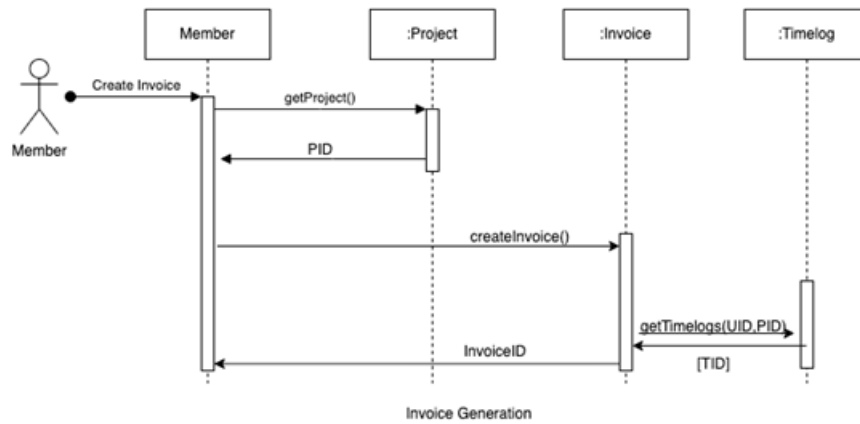 Member
:Project
:Invoice
:Timelog
Create Invoice
getProject()
Member
PID
createInvoice()
getTimelogs(UID,PID)
InvoiceID
[TID]
Invoice Generation